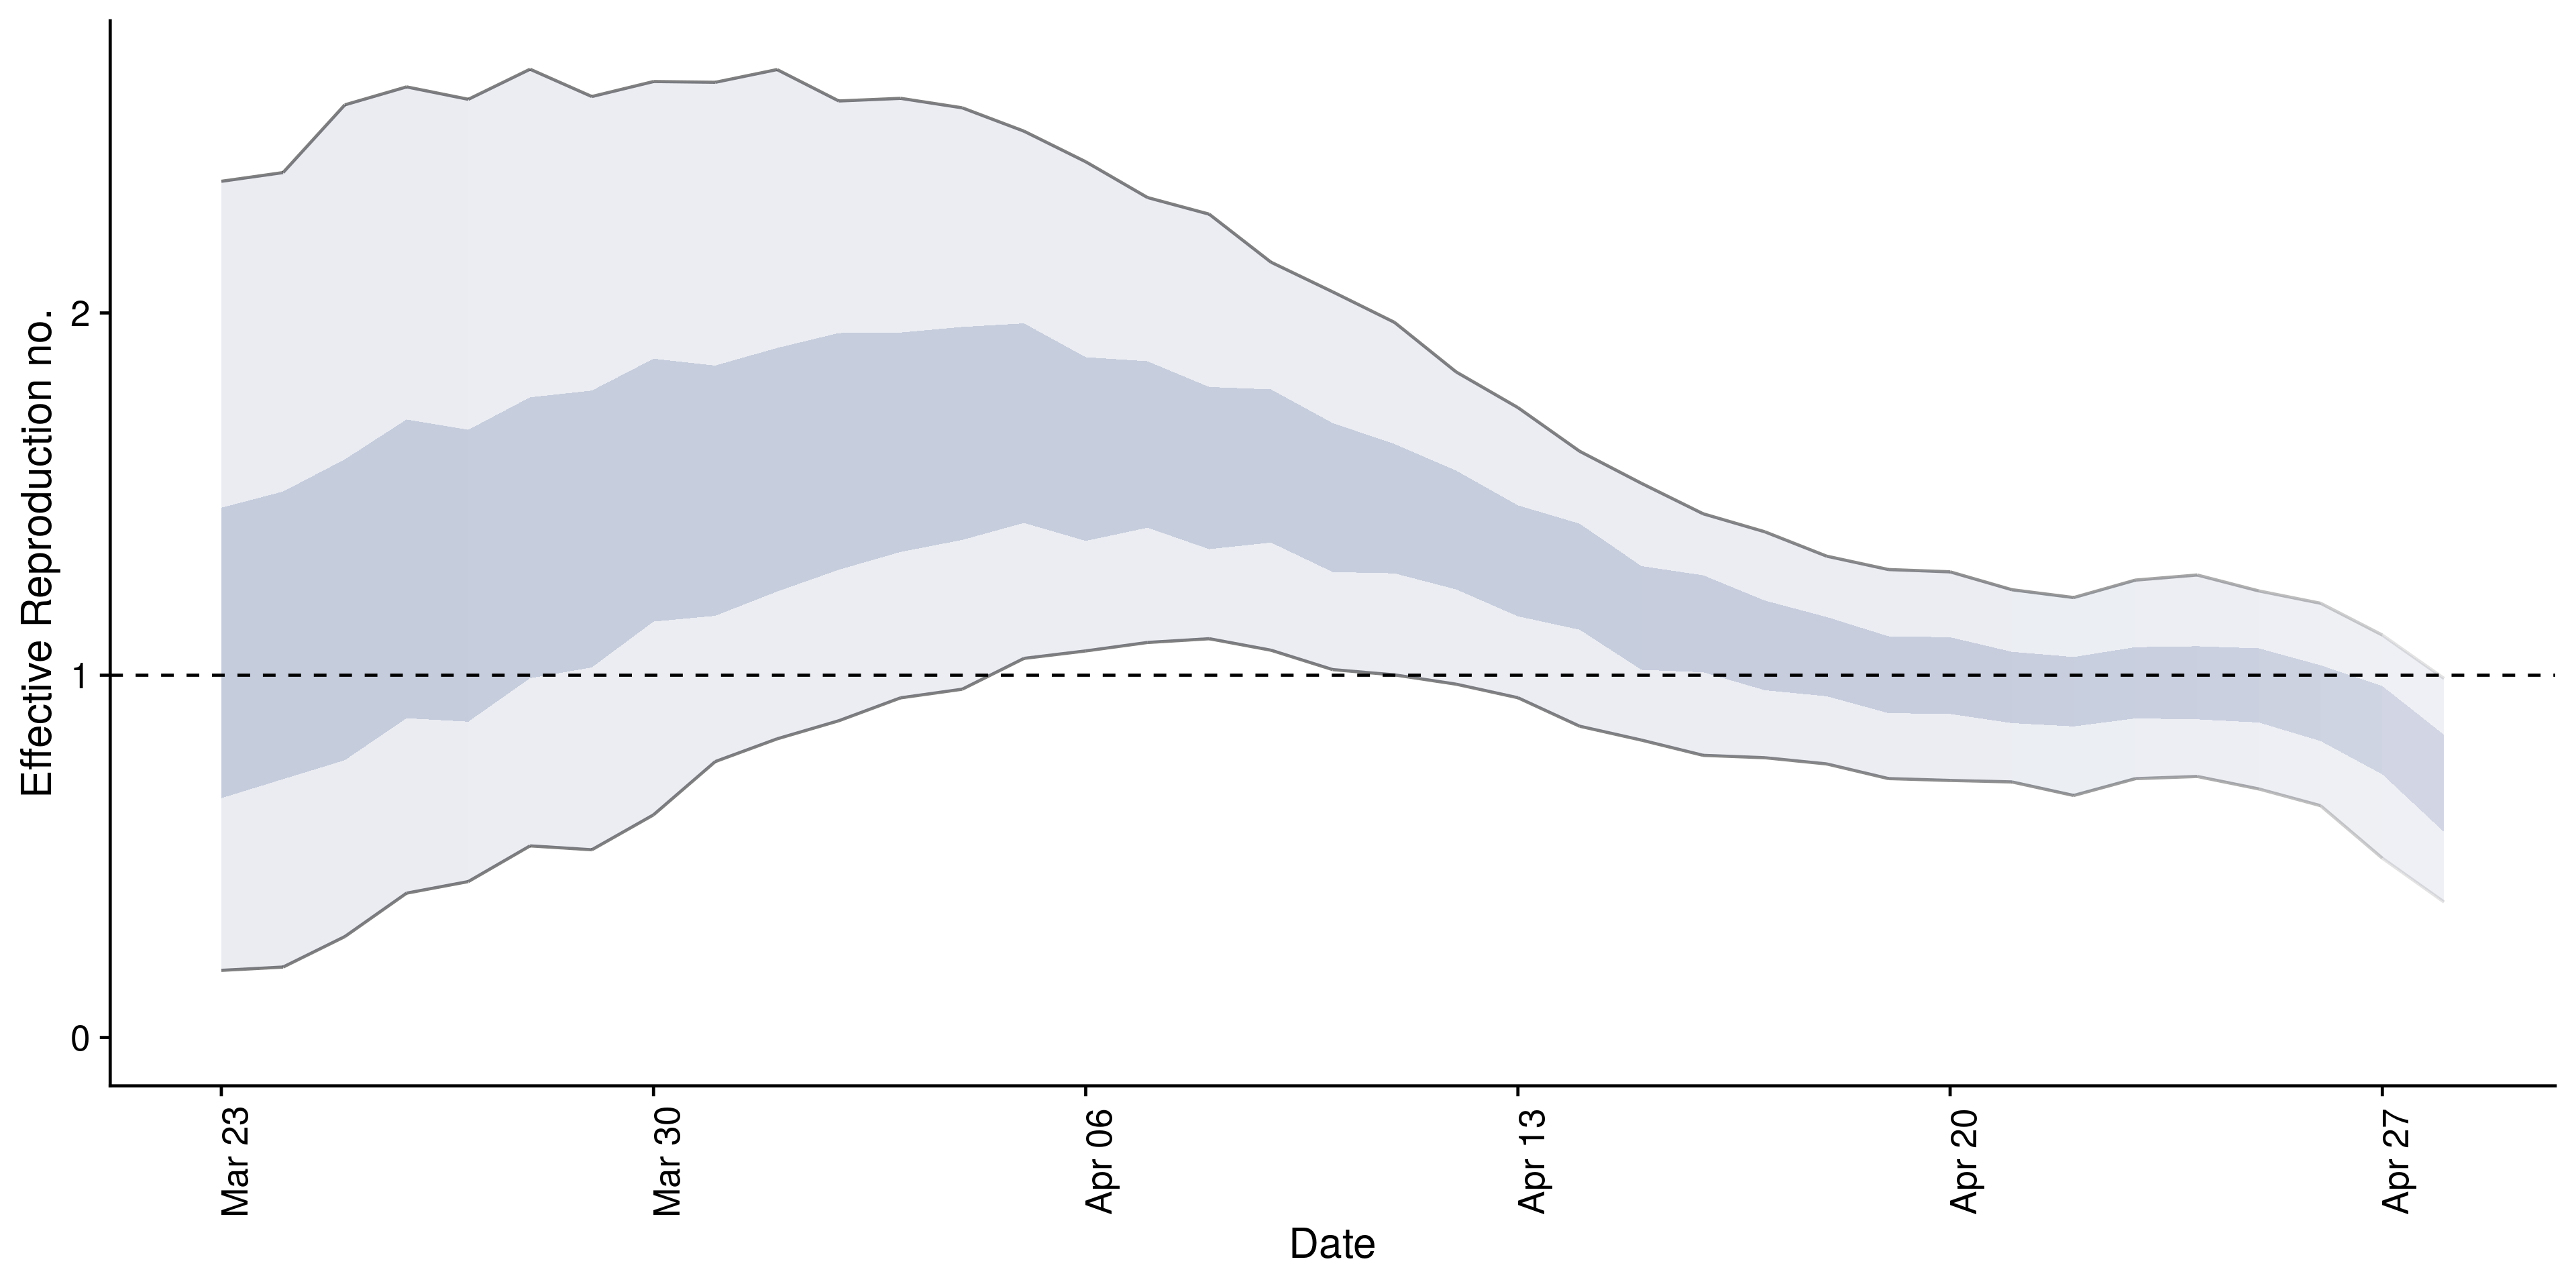 Effective Reproduction no.
2
1
0
Mar 23
Mar 30
Apr 06
Apr 13
Apr 20
Apr 27
Date